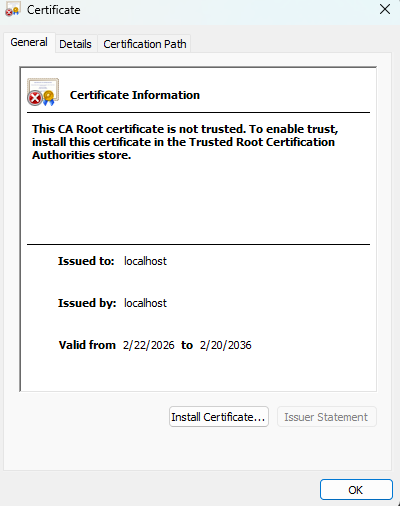 Certificate
General Details Certification Path
Certificate Information
This CA Root certificate is not trusted. To enable trust,
install this certificate in the Trusted Root Certification
Authorities store.
Issued to: localhost
Issued by: localhost
Valid from 2/22/2026 to 2/20/2036
Install Certificate... Issuer Statement
OK